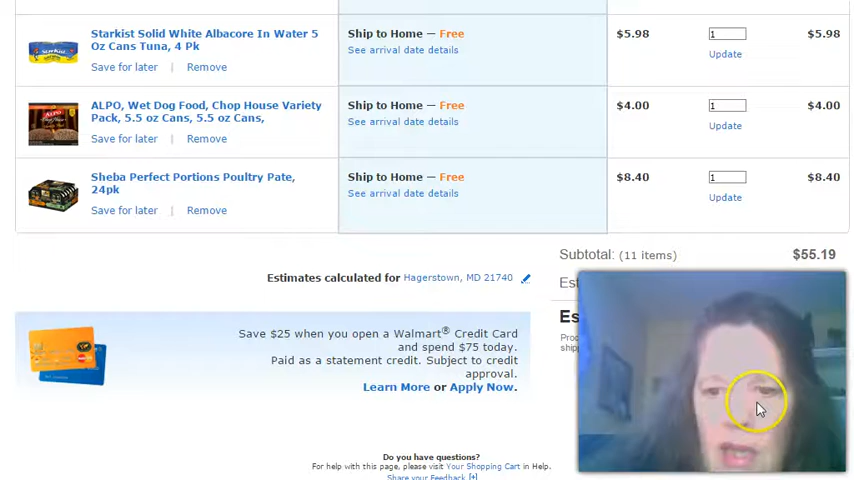 Starkist Solid White Albacore In Water 5
Oz Cans Tuna, 4 Pk
Save for later | Remove
Ship to Home — Free
See arrival date details
$5.98
1
Update
$5.98
ALPO, Wet Dog Food, Chop House Variety
Pack, 5.5 oz Cans, 5.5 oz Cans,
Save for later | Remove
Ship to Home — Free
See arrival date details
$4.00
1
Update
$4.00
Sheba Perfect Portions Poultry Pate,
24pk
Save for later | Remove
Ship to Home — Free
See arrival date details
$8.40
1
Update
$8.40
Subtotal: (11 items) $55.19
Estimates calculated for Hagerstown, MD 21740
Save $25 when you open a Walmart® Credit Card
and spend $75 today.
Paid as a statement credit. Subject to credit
approval.
Learn More or Apply Now.
Do you have questions?
For help with this page, please visit Your Shopping Cart in Help.
Share your Feedback [+]